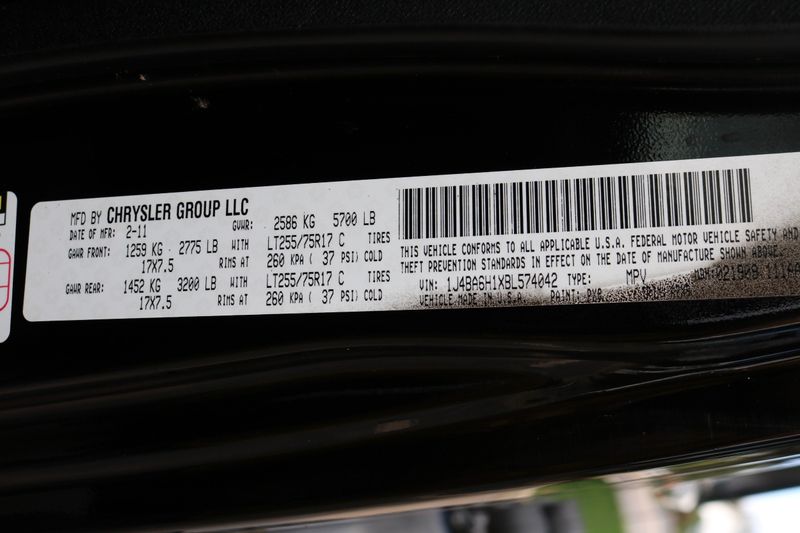 MFD BY CHRYSLER GROUP LLC
DATE OF MFR: 2-11 GVWR: 2586 KG 5700 LB
GAWR FRONT: 1259 KG 2775 LB WITH LT255/75R17 C TIRES
17X7.5 RIMS AT 260 KPA ( 37 PSI) COLD
GAWR REAR: 1452 KG 3200 LB WITH LT255/75R17 C TIRES
17X7.5 RIMS AT 260 KPA ( 37 PSI) COLD
THIS VEHICLE CONFORMS TO ALL APPLICABLE U.S.A. FEDERAL MOTOR VEHICLE SAFETY AND
THEFT PREVENTION STANDARDS IN EFFECT ON THE DATE OF MANUFACTURE SHOWN ABOVE.
VIN: 1J4BA6H1XBL574042 TYPE: MPV
VEHICLE MADE IN U.S.A. PAINT: